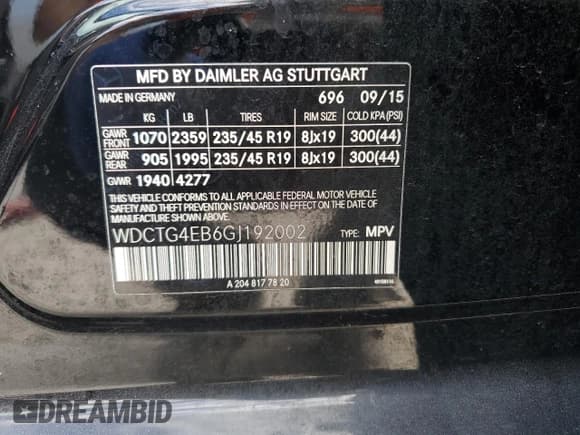 MFD BY DAIMLER AG STUTTGART
MADE IN GERMANY 696 09/15
KG LB TIRES RIM SIZE COLD KPA (PSI)
GAWR FRONT 1070 2359 235/45 R19 8Jx19 300(44)
GAWR REAR 905 1995 235/45 R19 8Jx19 300(44)
GVWR 1940 4277
THIS VEHICLE CONFORMS TO ALL APPLICABLE FEDERAL MOTOR VEHICLE
SAFETY AND THEFT PREVENTION STANDARDS IN EFFECT ON THE DATE OF
MANUFACTURE SHOWN ABOVE.
WDCTG4EB6GJ192002 TYPE: MPV
A 204 817 78 20
DREAMBID